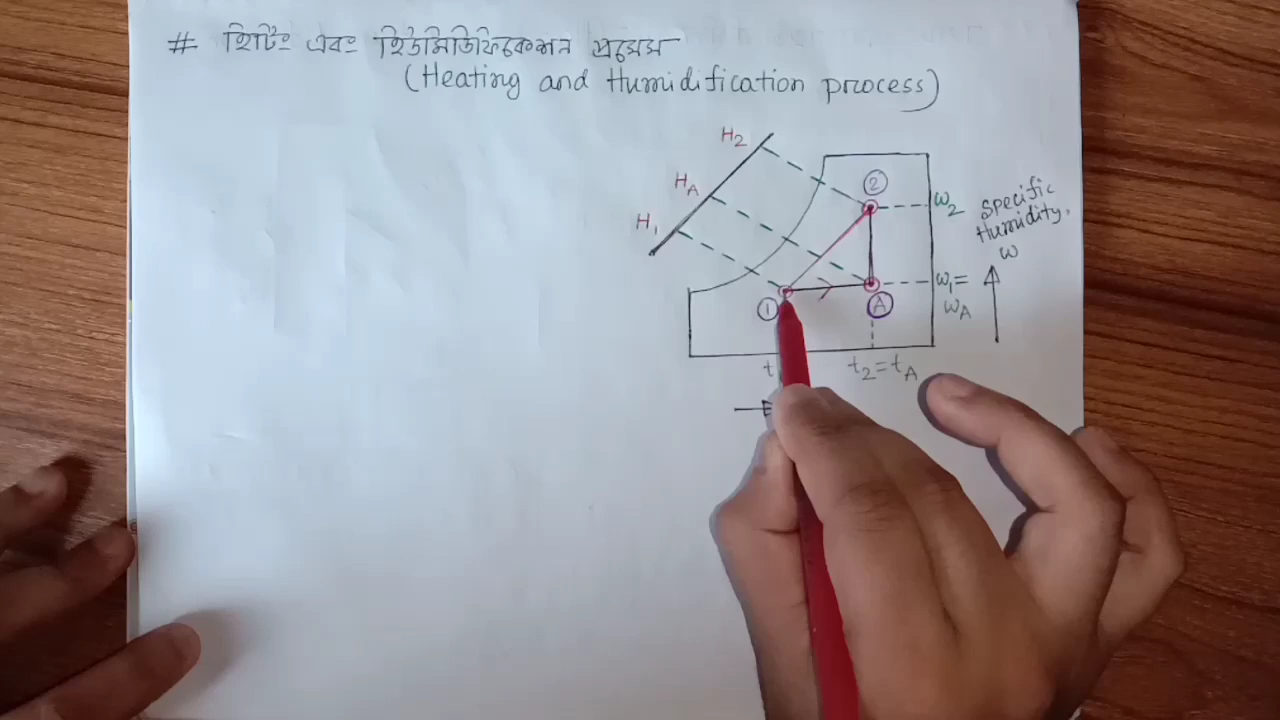 # হিটিং এবং হিউমিডিফিকেশন প্রসেস
(Heating and Humidification process)
H2
HA
H1
2
1
A
ω2
ω1=
ωA
Specific
Humidity,
ω
t
t2=tA